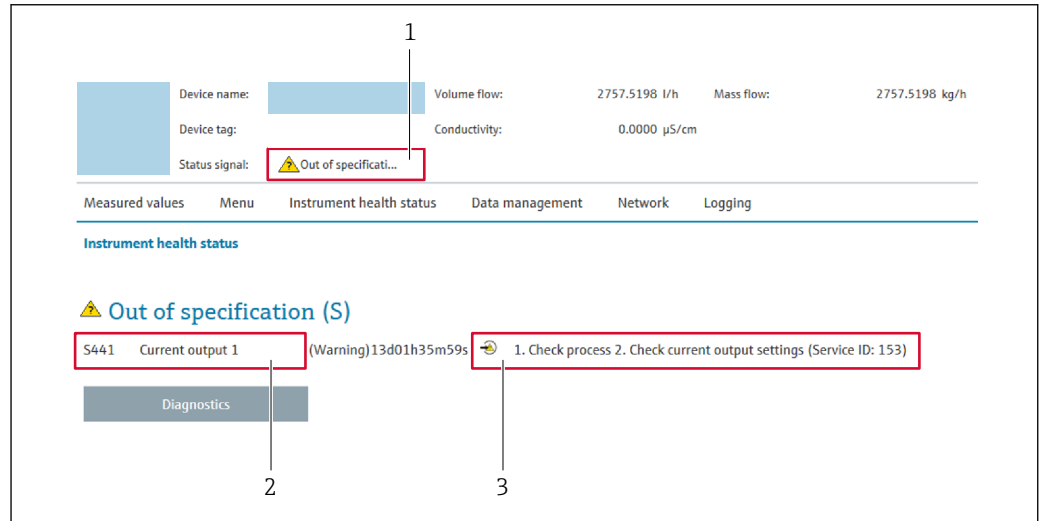 1
Device name: Volume flow: 2757.5198 l/h Mass flow: 2757.5198 kg/h
Device tag: Conductivity: 0.0000 µS/cm
Status signal: Out of specificati...
Measured values Menu Instrument health status Data management Network Logging
Instrument health status
Out of specification (S)
S441 Current output 1 (Warning)13d01h35m59s 1. Check process 2. Check current output settings (Service ID: 153)
Diagnostics
2 3